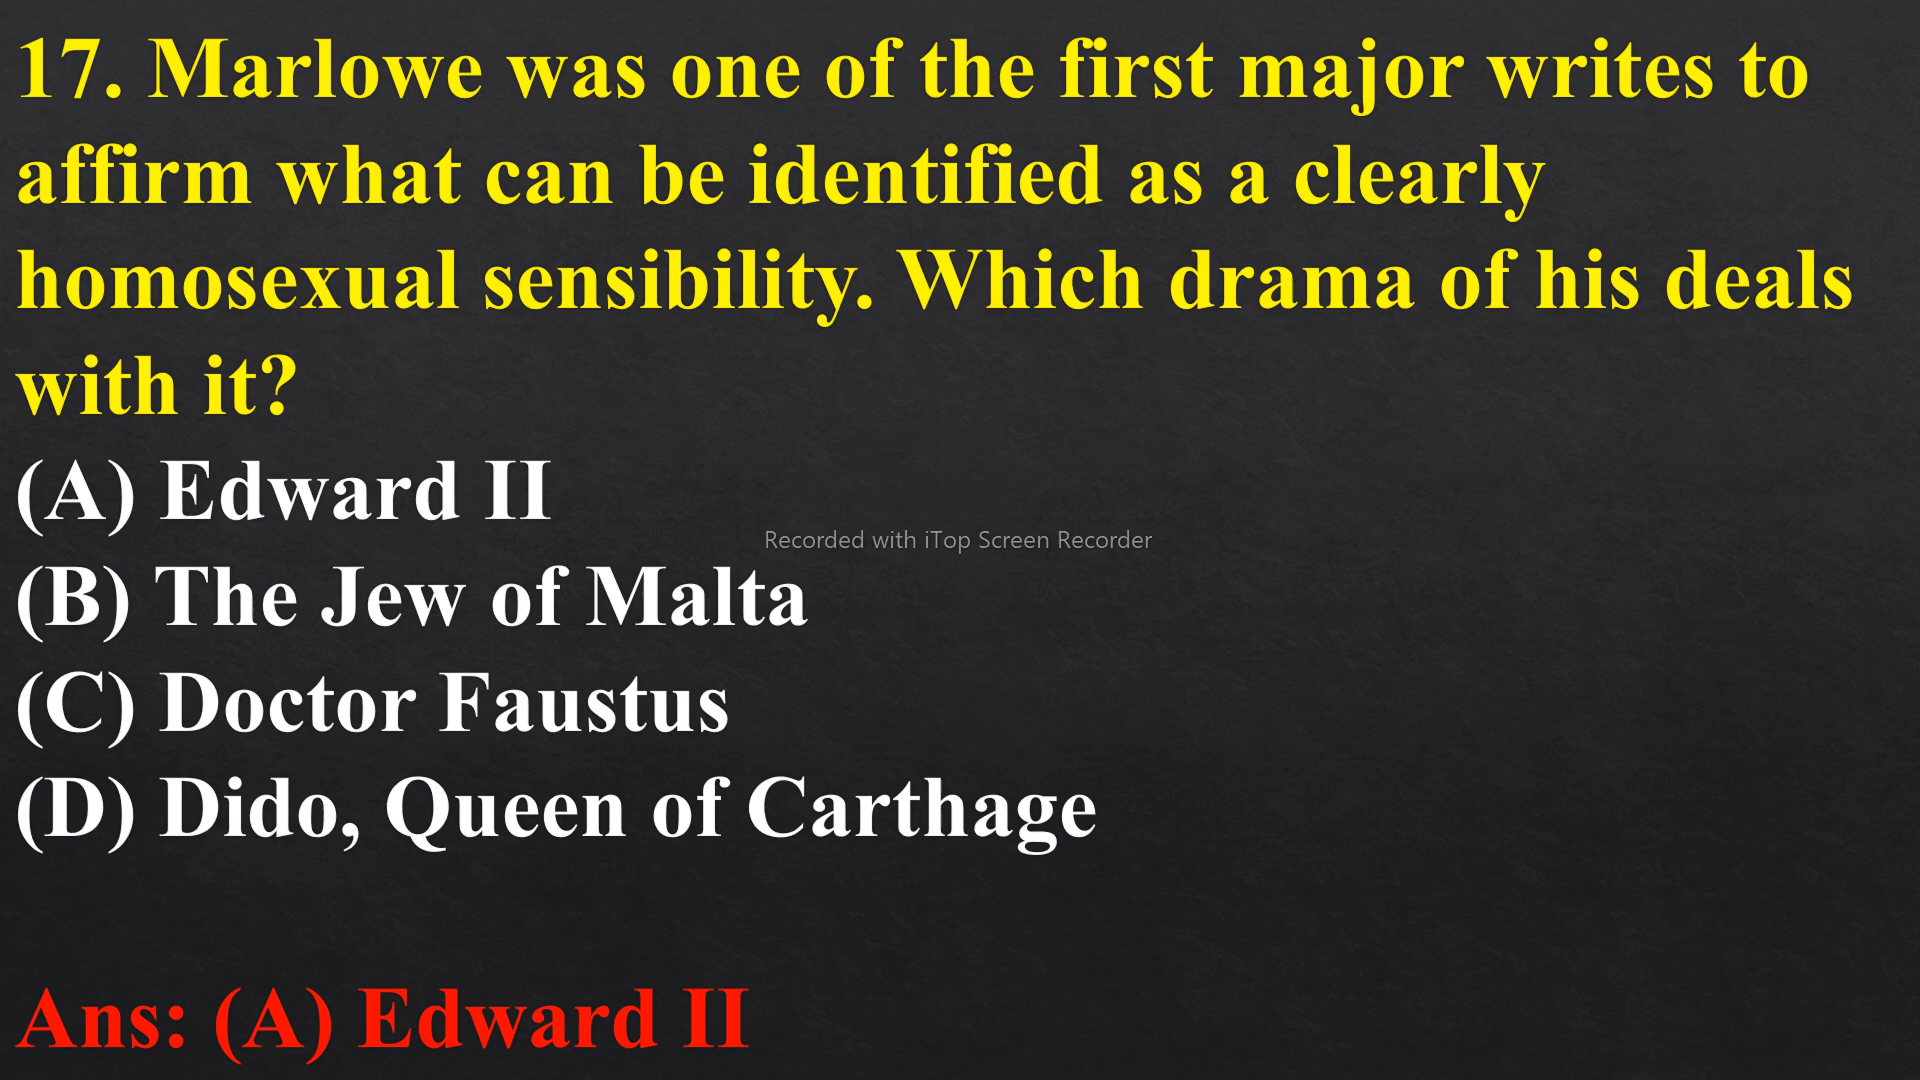 17. Marlowe was one of the first major writes to
affirm what can be identified as a clearly
homosexual sensibility. Which drama of his deals
with it?
(A) Edward II
Recorded with iTop Screen Recorder
(B) The Jew of Malta
(C) Doctor Faustus
(D) Dido, Queen of Carthage
Ans: (A) Edward II